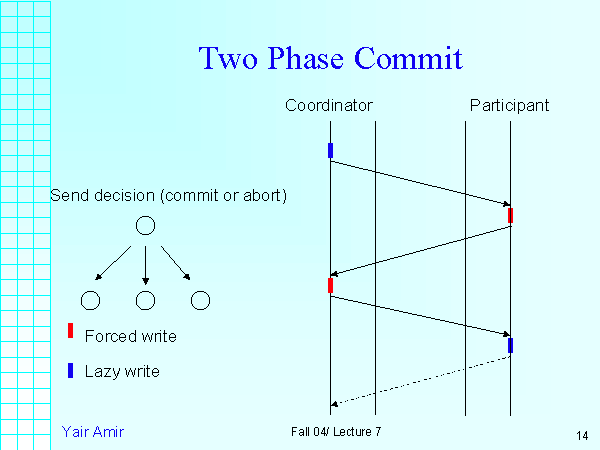 Two Phase Commit
Coordinator
Participant
Send decision (commit or abort)
Forced write
Lazy write
Yair Amir
Fall 04/ Lecture 7
14